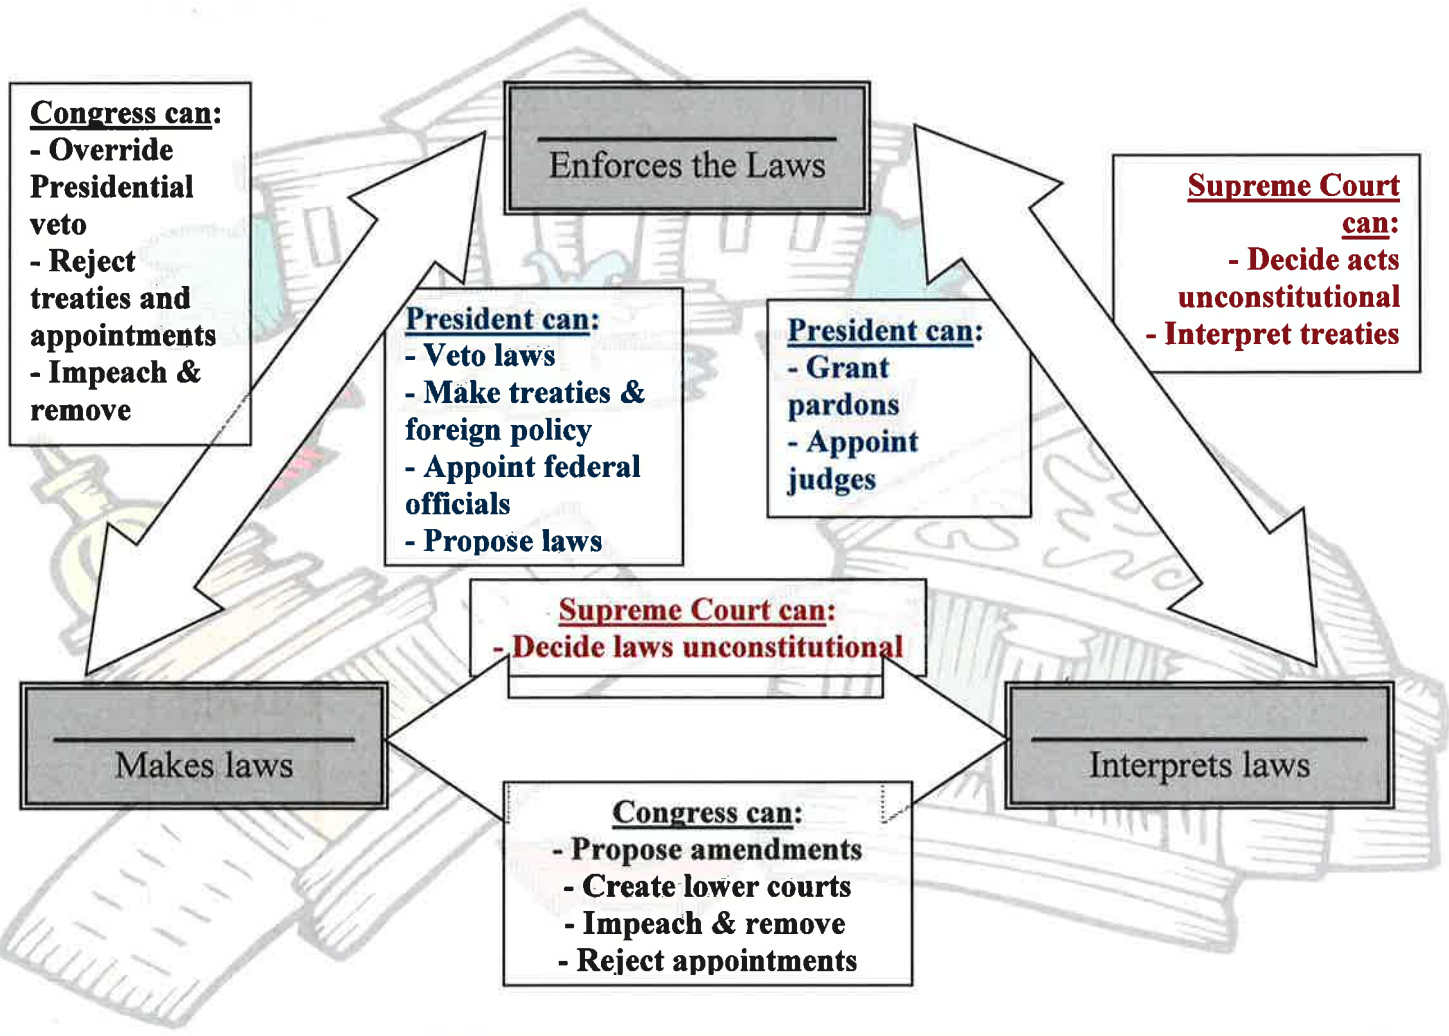 Congress can:
- Override
Presidential
veto
- Reject
treaties and
appointments
- Impeach &
remove
Enforces the Laws
Supreme Court
can:
- Decide acts
unconstitutional
- Interpret treaties
President can:
- Veto laws
- Make treaties &
foreign policy
- Appoint federal
officials
- Propose laws
President can:
- Grant
pardons
- Appoint
judges
Supreme Court can:
- Decide laws unconstitutional
Makes laws
Interprets laws
Congress can:
- Propose amendments
- Create lower courts
- Impeach & remove
- Reject appointments